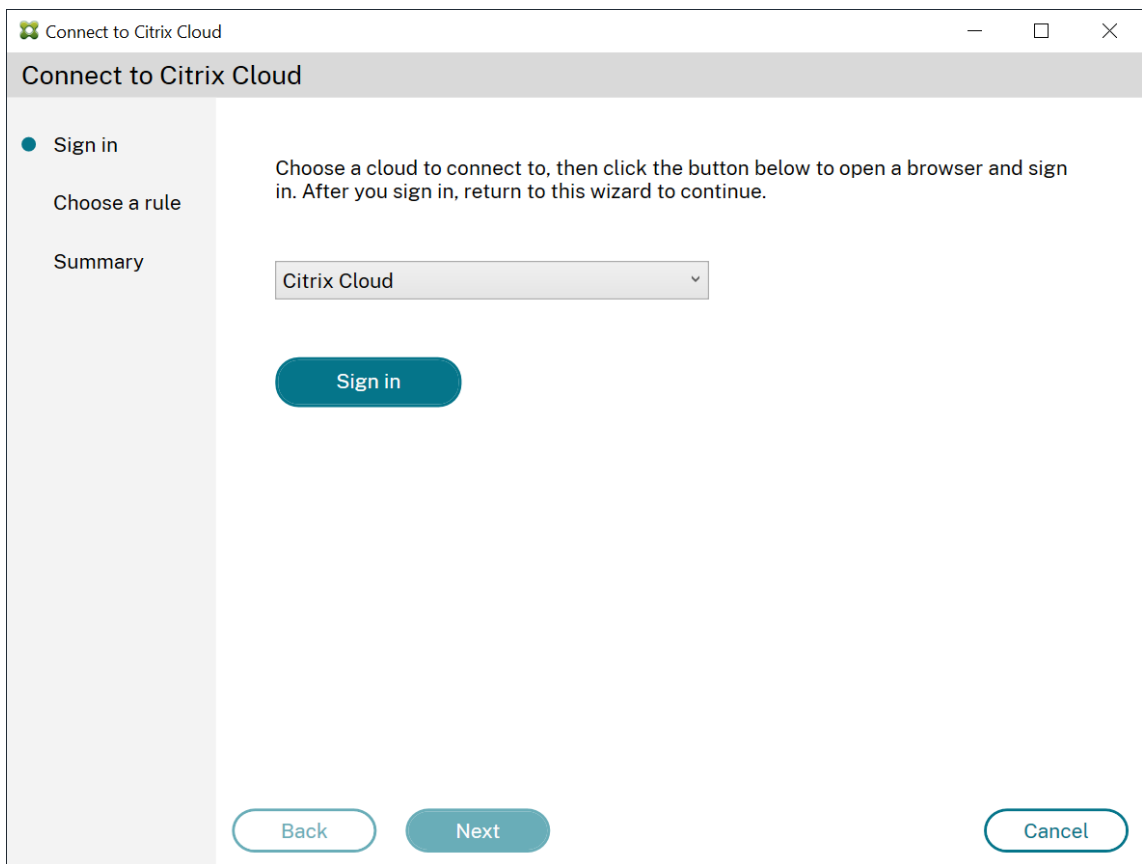 Connect to Citrix Cloud
Connect to Citrix Cloud
Sign in
Choose a rule
Summary
Choose a cloud to connect to, then click the button below to open a browser and sign
in. After you sign in, return to this wizard to continue.
Citrix Cloud
Sign in
Back
Next
Cancel